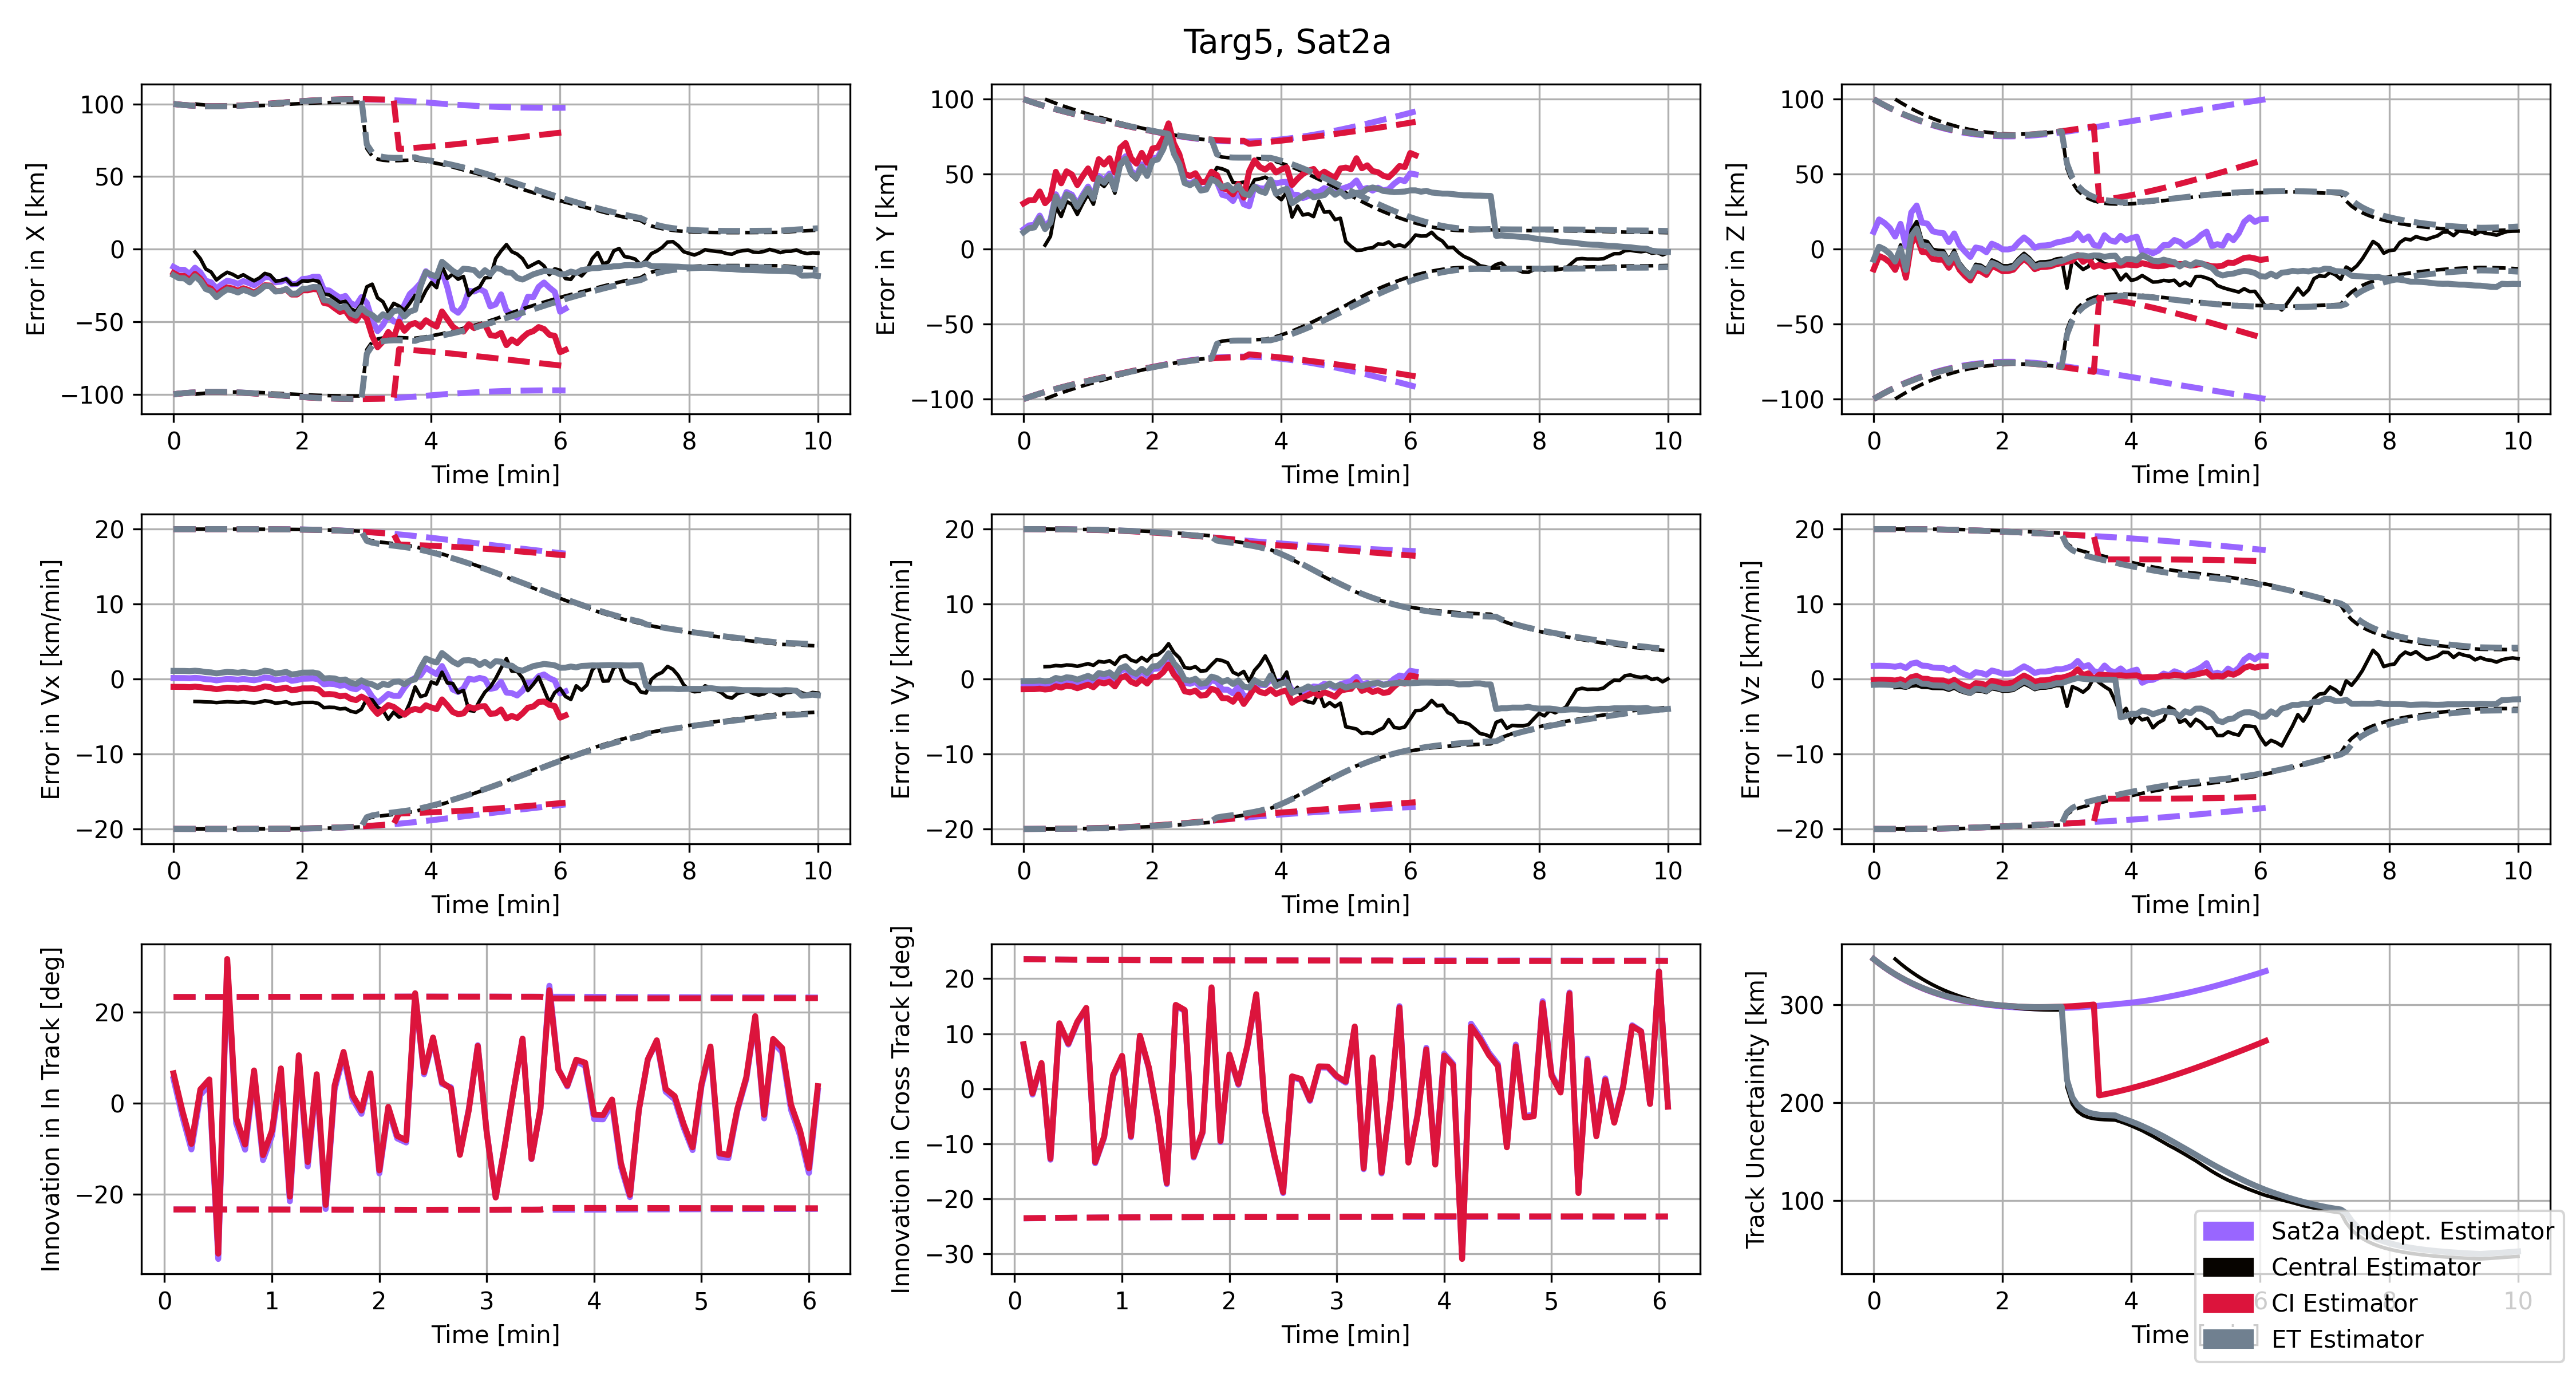 Targ5, Sat2a
Error in X [km]
100
50
0
−50
−100
0 2 4 6 8 10
Time [min]
Error in Y [km]
100
50
0
−50
−100
0 2 4 6 8 10
Time [min]
Error in Z [km]
100
50
0
−50
−100
0 2 4 6 8 10
Time [min]
Error in Vx [km/min]
20
10
0
−10
−20
0 2 4 6 8 10
Time [min]
Error in Vy [km/min]
20
10
0
−10
−20
0 2 4 6 8 10
Time [min]
Error in Vz [km/min]
20
10
0
−10
−20
0 2 4 6 8 10
Time [min]
Innovation in In Track [deg]
20
0
−20
0 1 2 3 4 5 6
Time [min]
Innovation in Cross Track [deg]
20
10
0
−10
−20
−30
0 1 2 3 4 5 6
Time [min]
Track Uncertainity [km]
300
200
100
0 2 4 6 8 10
Time
Sat2a Indept. Estimator
Central Estimator
CI Estimator
ET Estimator